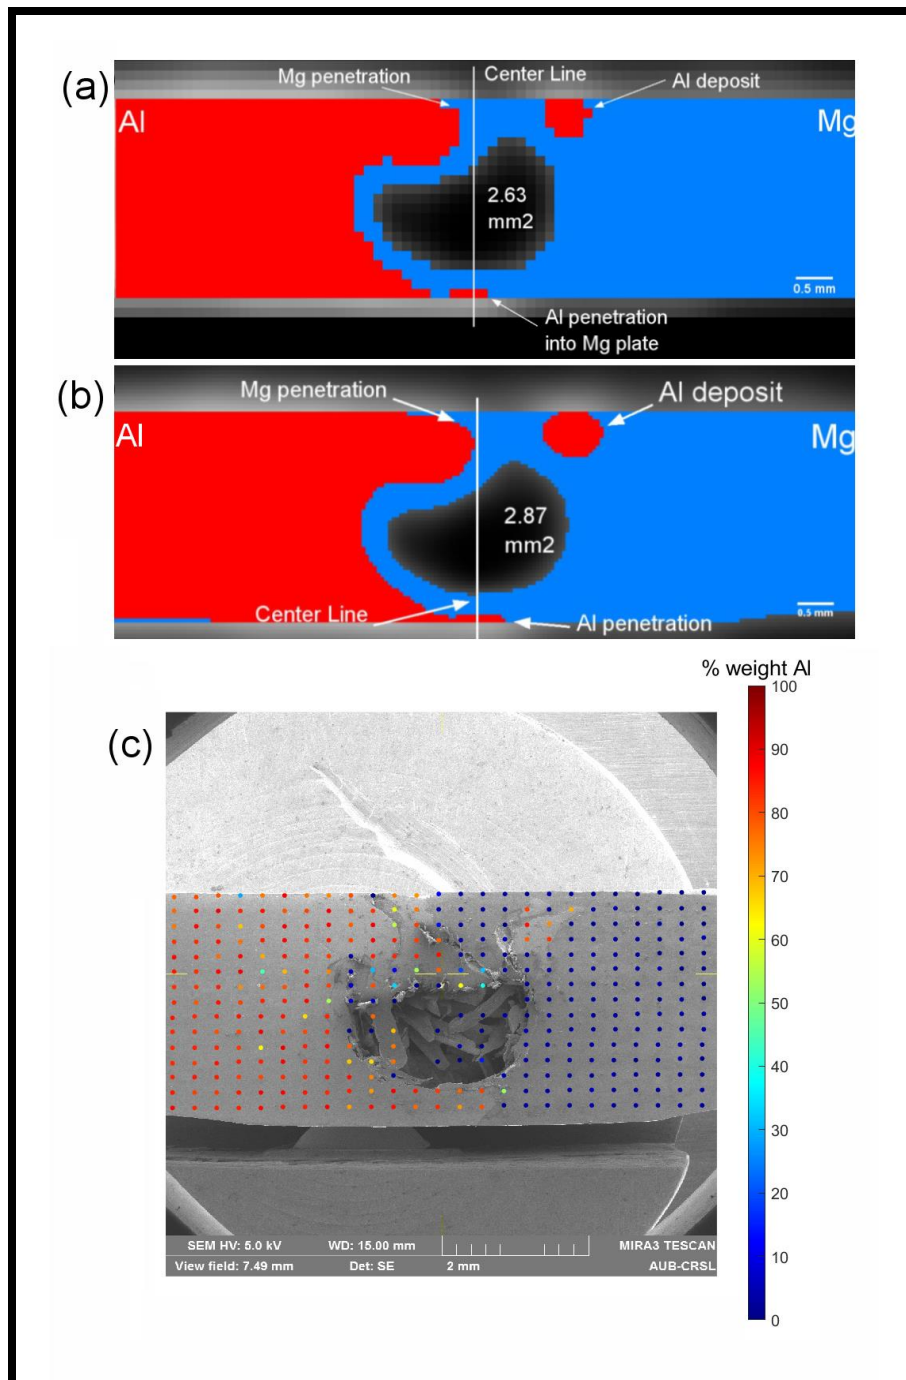 (a)
Mg penetration
Center Line
Al deposit
Al
Mg
2.63
mm2
0.5 mm
Al penetration
into Mg plate
(b)
Mg penetration
Al deposit
Al
Mg
2.87
mm2
Center Line
0.5 mm
Al penetration
% weight Al
(c)
100
90
80
70
60
50
40
30
20
10
0
SEM HV: 5.0 kV WD: 15.00 mm MIRA3 TESCAN
View field: 7.49 mm Det: SE 2 mm AUB-CRSL